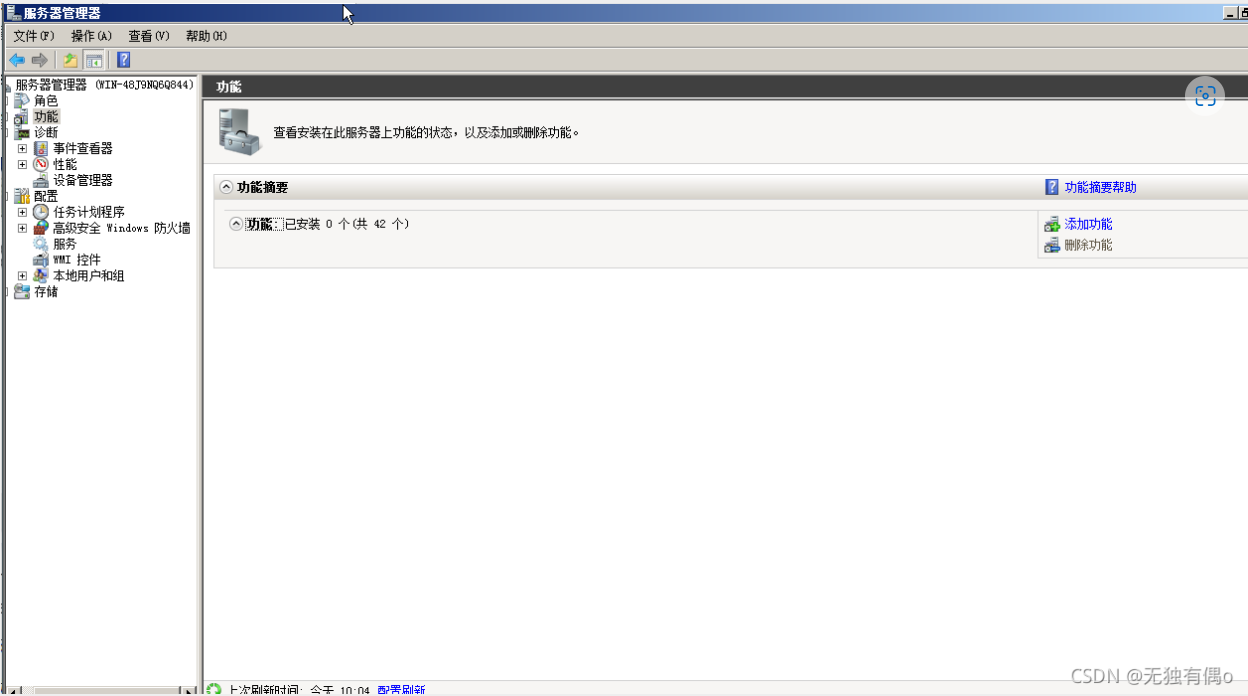 服务器管理器
文件(F) 操作(A) 查看(V) 帮助(H)
服务器管理器 (WIN-48J9NQ6Q844)
角色
功能
诊断
事件查看器
性能
设备管理器
配置
任务计划程序
高级安全 Windows 防火墙
服务
WMI 控件
本地用户和组
存储
功能
查看安装在此服务器上功能的状态，以及添加或删除功能。
功能摘要
功能摘要帮助
功能: 已安装 0 个(共 42 个)
添加功能
删除功能
上次刷新时间: 今天 10:04 配置刷新
CSDN @无独有偶o